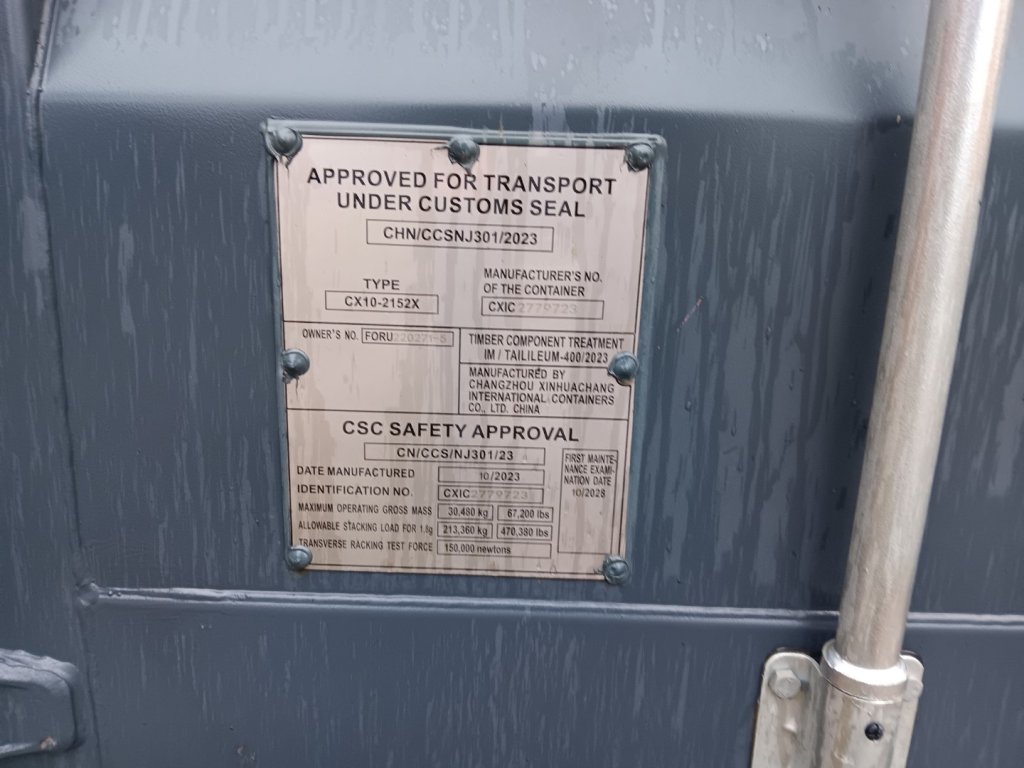 APPROVED FOR TRANSPORT
UNDER CUSTOMS SEAL
CHN/CCSNJ301/2023
TYPE
CX10-2152X
MANUFACTURER'S NO.
OF THE CONTAINER
CXIC 2779723
OWNER'S NO. FORU 220271-5
TIMBER COMPONENT TREATMENT
IM / TAILILEUM-400/2023
MANUFACTURED BY
CHANGZHOU XINHUACHANG
INTERNATIONAL CONTAINERS
CO., LTD. CHINA
CSC SAFETY APPROVAL
CN/CCS/NJ301/23 A
DATE MANUFACTURED 10/2023
IDENTIFICATION NO. CXIC 2779723
MAXIMUM OPERATING GROSS MASS 30,480 kg 67,200 lbs
ALLOWABLE STACKING LOAD FOR 1.8g 213,360 kg 470,380 lbs
TRANSVERSE RACKING TEST FORCE 150,000 newtons
FIRST MAINTE-
NANCE EXAMI-
NATION DATE
10/2028